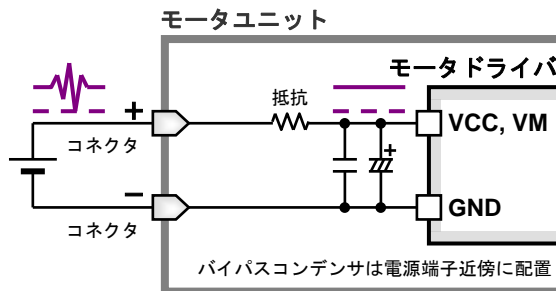 モータユニット
モータドライバ
抵抗
+
コネクタ
+
VCC, VM
−
GND
コネクタ
バイパスコンデンサは電源端子近傍に配置